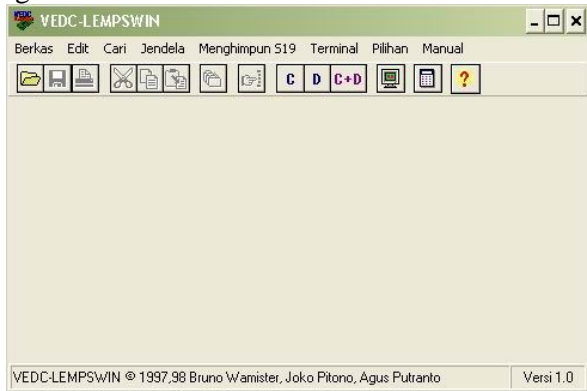 VEDC-LEMPSWIN
Berkas Edit Cari Jendela Menghimpun S19 Terminal Pilihan Manual
C D C+D ?
VEDC-LEMPSWIN © 1997,98 Bruno Wamister, Joko Pitono, Agus Putranto Versi 1.0